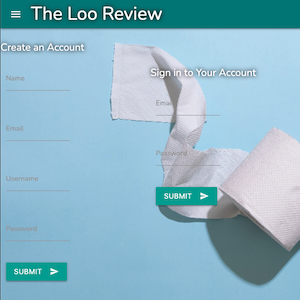 The Loo Review
Create an Account
Name
Email
Username
Password
SUBMIT
Sign in to Your Account
Email
Password
SUBMIT